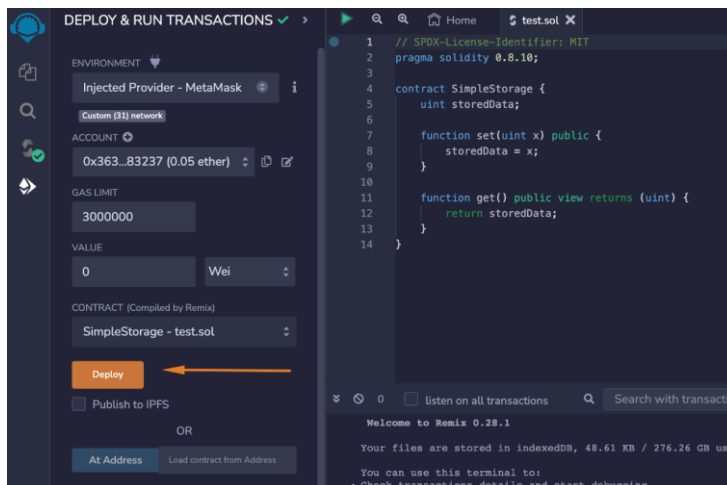 DEPLOY & RUN TRANSACTIONS
ENVIRONMENT
Injected Provider - MetaMask
Custom (31) network
ACCOUNT
0x363...83237 (0.05 ether)
GAS LIMIT
3000000
VALUE
0
Wei
CONTRACT (Compiled by Remix)
SimpleStorage - test.sol
Deploy
Publish to IPFS
OR
At Address
Load contract from Address
Home
test.sol
1 // SPDX-License-Identifier: MIT
2 pragma solidity 0.8.10;
3
4 contract SimpleStorage {
5 uint storedData;
6
7 function set(uint x) public {
8 storedData = x;
9 }
10
11 function get() public view returns (uint) {
12 return storedData;
13 }
14 }
0
listen on all transactions
Search with transacti
Welcome to Remix 0.28.1
Your files are stored in indexedDB, 48.61 KB / 276.26 GB us
You can use this terminal to:
Check transactions details and start debugging